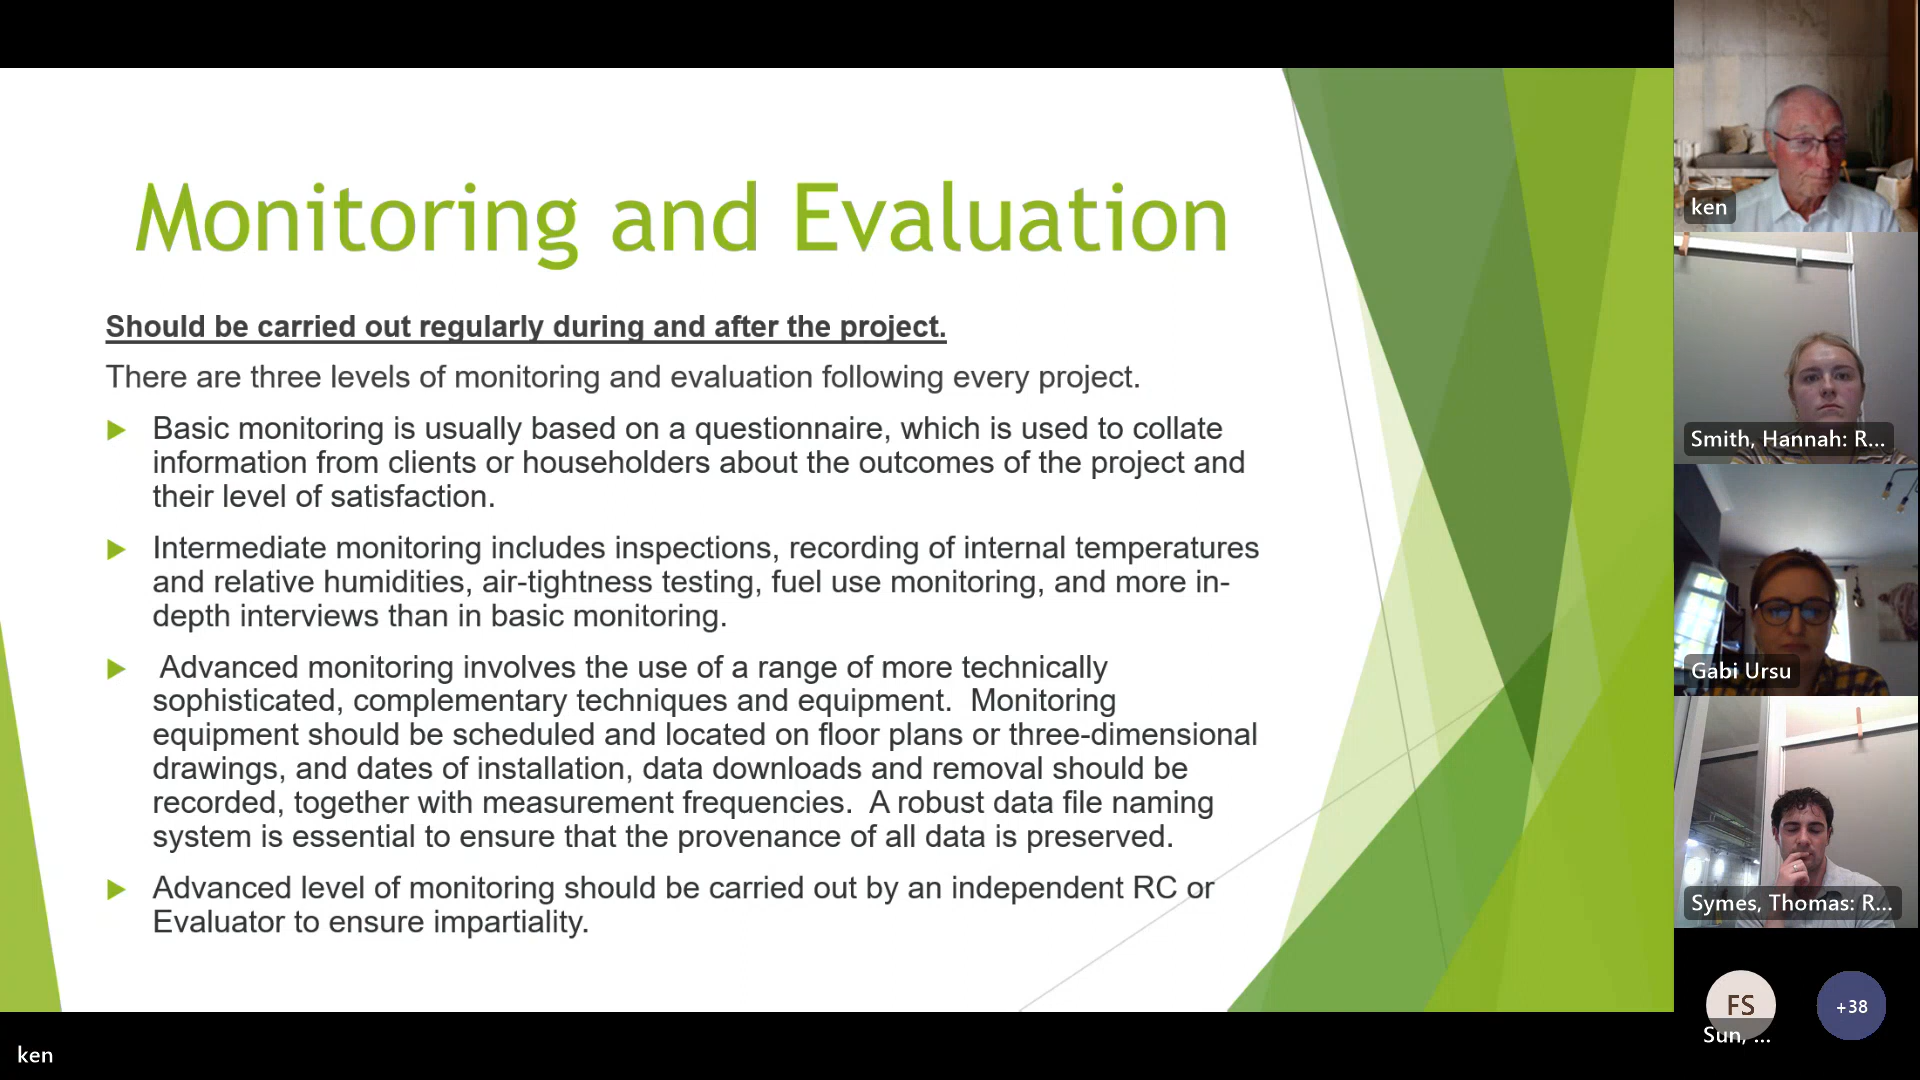 Monitoring and Evaluation
Should be carried out regularly during and after the project.
There are three levels of monitoring and evaluation following every project.
Basic monitoring is usually based on a questionnaire, which is used to collate
information from clients or householders about the outcomes of the project and
their level of satisfaction.
Intermediate monitoring includes inspections, recording of internal temperatures
and relative humidities, air-tightness testing, fuel use monitoring, and more in-
depth interviews than in basic monitoring.
Advanced monitoring involves the use of a range of more technically
sophisticated, complementary techniques and equipment.  Monitoring
equipment should be scheduled and located on floor plans or three-dimensional
drawings, and dates of installation, data downloads and removal should be
recorded, together with measurement frequencies.  A robust data file naming
system is essential to ensure that the provenance of all data is preserved.
Advanced level of monitoring should be carried out by an independent RC or
Evaluator to ensure impartiality.
ken
Smith, Hannah: R...
Gabi Ursu
Symes, Thomas: R...
FS
Sun, ...
+38
ken